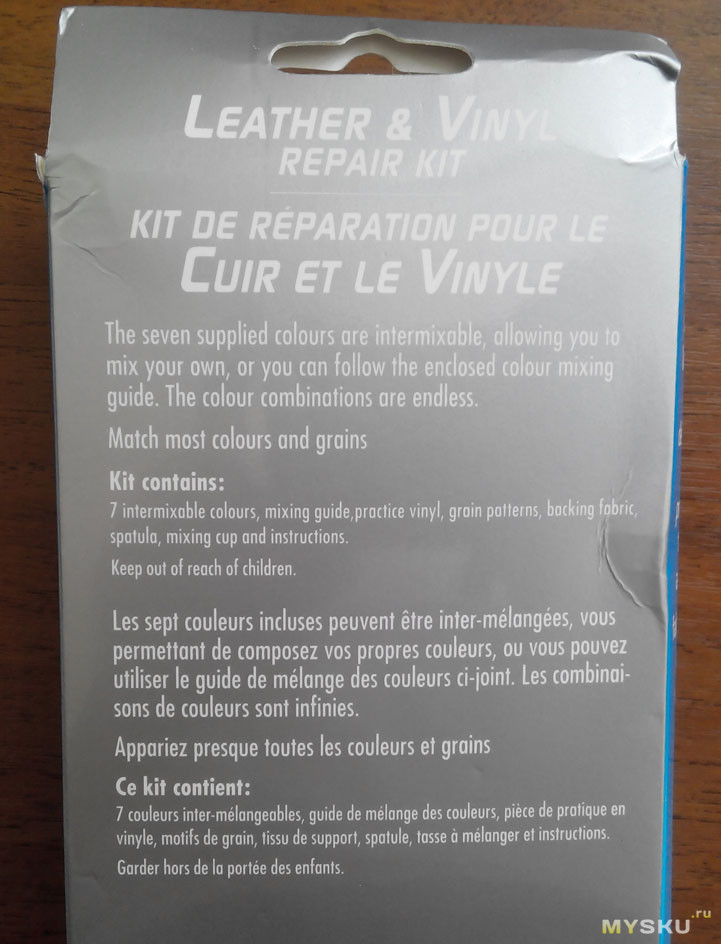 LEATHER & VINYL
REPAIR KIT
KIT DE RÉPARATION POUR LE
CUIR ET LE VINYLE
The seven supplied colours are intermixable, allowing you to
mix your own, or you can follow the enclosed colour mixing
guide. The colour combinations are endless.
Match most colours and grains
Kit contains:
7 intermixable colours, mixing guide,practice vinyl, grain patterns, backing fabric,
spatula, mixing cup and instructions.
Keep out of reach of children.
Les sept couleurs incluses peuvent être inter-mélangées, vous
permettant de composez vos propres couleurs, ou vous pouvez
utiliser le guide de mélange des couleurs ci-joint. Les combinai-
sons de couleurs sont infinies.
Appariez presque toutes les couleurs et grains
Ce kit contient:
7 couleurs inter-mélangeables, guide de mélange des couleurs, pièce de pratique en
vinyle, motifs de grain, tissu de support, spatule, tasse à mélanger et instructions.
Garder hors de la portée des enfants.
MYSKU.ru